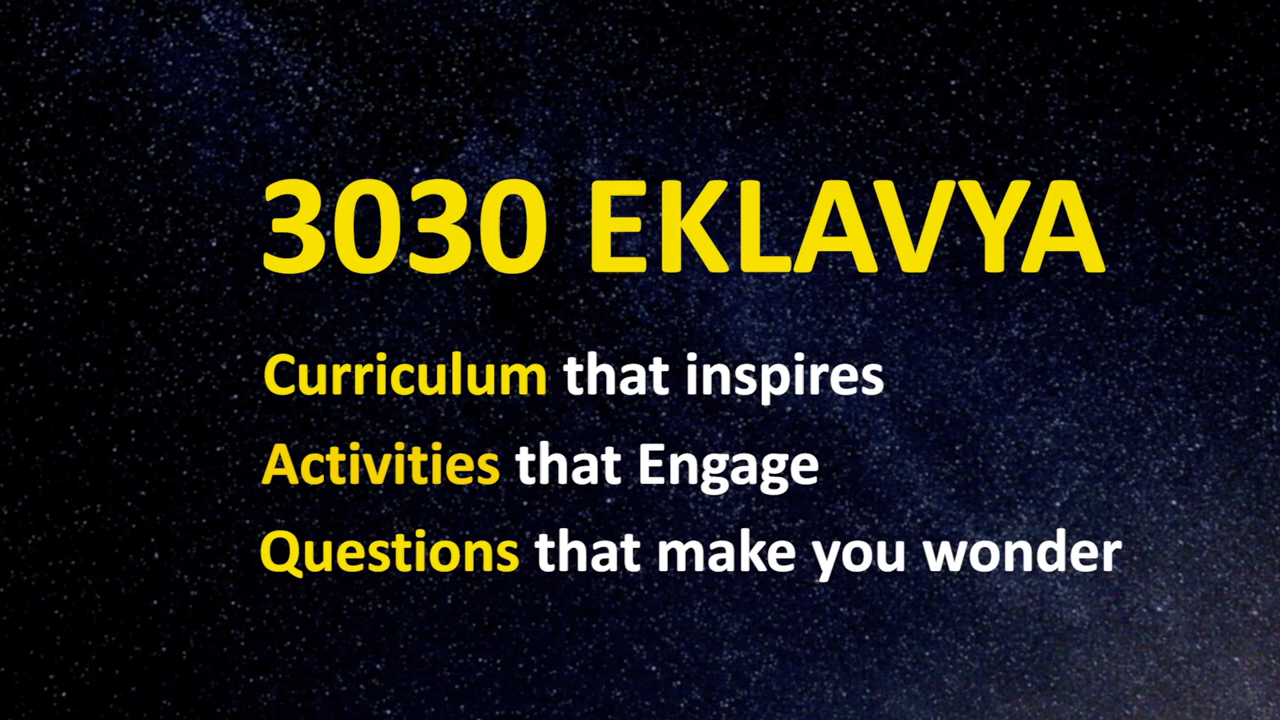 3030 EKLAVYA
Curriculum that inspires
Activities that Engage
Questions that make you wonder